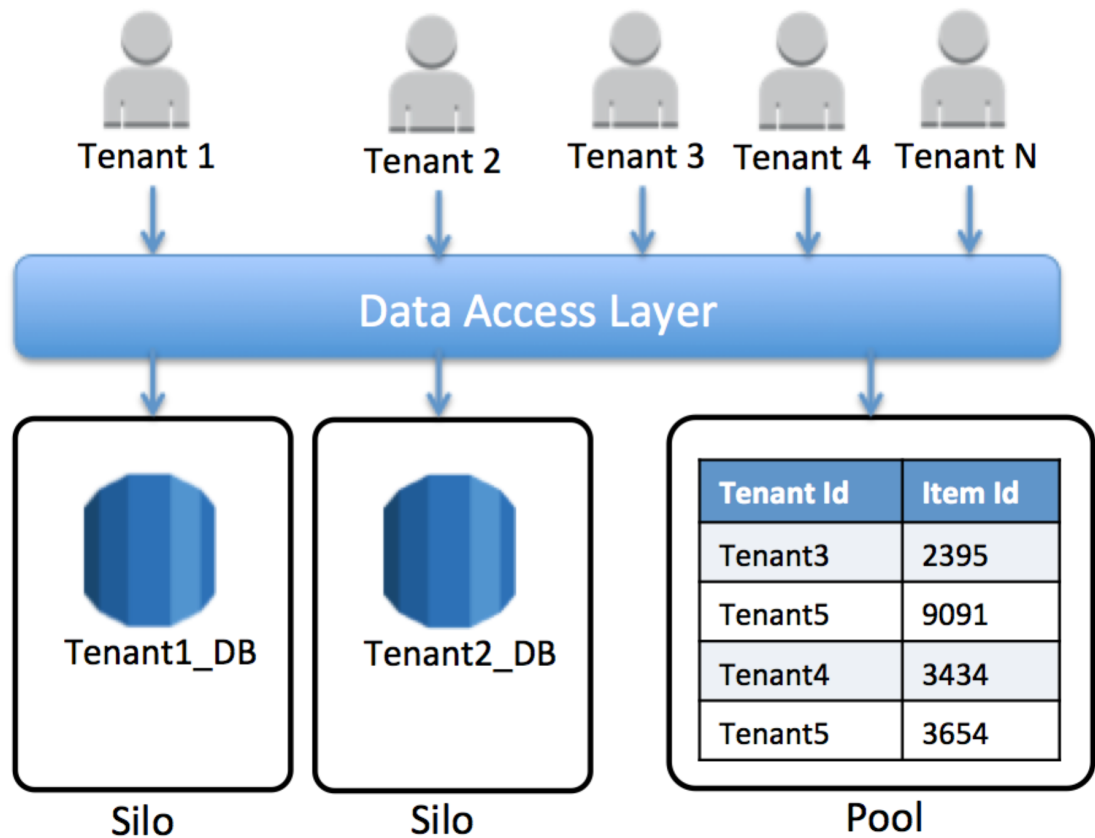 Tenant 1
Tenant 2
Tenant 3
Tenant 4
Tenant N
Data Access Layer
Tenant1_DB
Silo
Tenant2_DB
Silo
Tenant Id Item Id
Tenant3 2395
Tenant5 9091
Tenant4 3434
Tenant5 3654
Pool